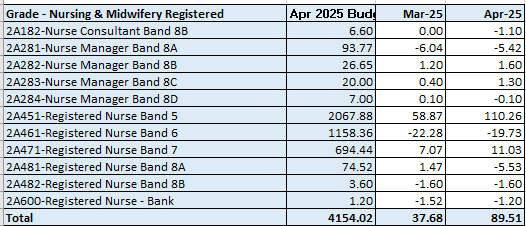 Grade - Nursing & Midwifery Registered Apr 2025 Budg Mar-25 Apr-25
2A182-Nurse Consultant Band 8B 6.60 0.00 -1.10
2A281-Nurse Manager Band 8A 93.77 -6.04 -5.42
2A282-Nurse Manager Band 8B 26.65 1.20 1.60
2A283-Nurse Manager Band 8C 20.00 0.40 1.30
2A284-Nurse Manager Band 8D 7.00 0.10 -0.10
2A451-Registered Nurse Band 5 2067.88 58.87 110.26
2A461-Registered Nurse Band 6 1158.36 -22.28 -19.73
2A471-Registered Nurse Band 7 694.44 7.07 11.03
2A481-Registered Nurse Band 8A 74.52 1.47 -5.53
2A482-Registered Nurse Band 8B 3.60 -1.60 -1.60
2A600-Registered Nurse - Bank 1.20 -1.52 -1.20
Total 4154.02 37.68 89.51